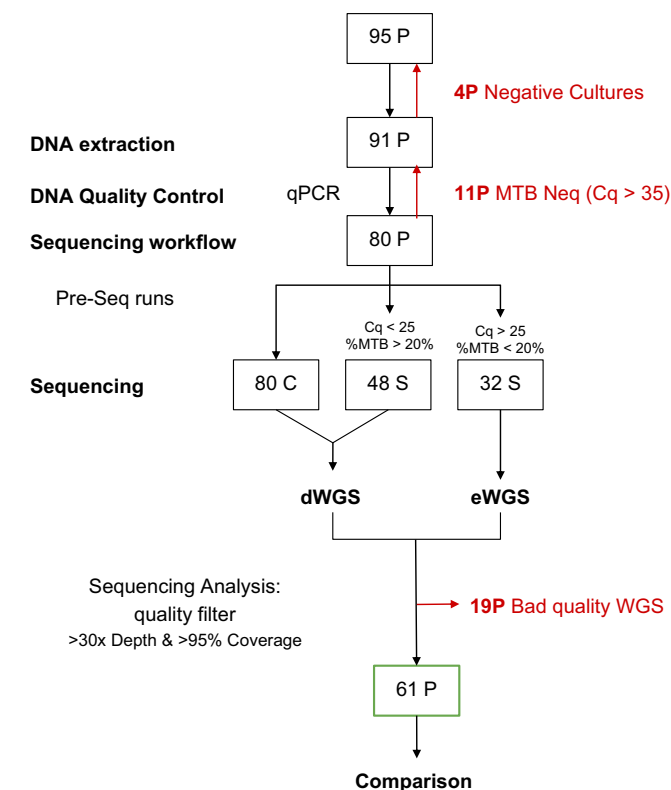 95 P
4P Negative Cultures
DNA extraction
91 P
DNA Quality Control
qPCR
11P MTB Neq (Cq > 35)
Sequencing workflow
80 P
Pre-Seq runs
Cq < 25
%MTB > 20%
Cq > 25
%MTB < 20%
Sequencing
80 C
48 S
32 S
dWGS
eWGS
Sequencing Analysis:
quality filter
>30x Depth & >95% Coverage
19P Bad quality WGS
61 P
Comparison